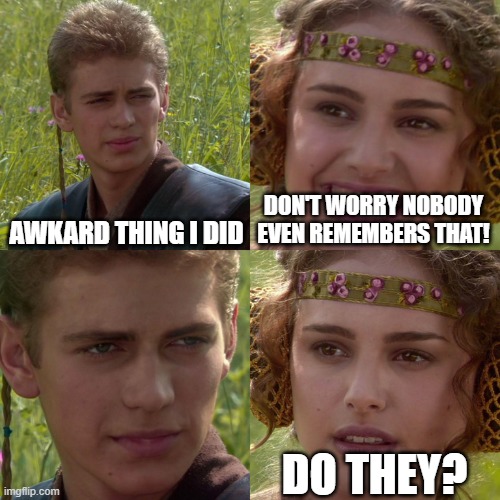 AWKARD THING I DID
DON'T WORRY NOBODY
EVEN REMEMBERS THAT!
DO THEY?
imgflip.com